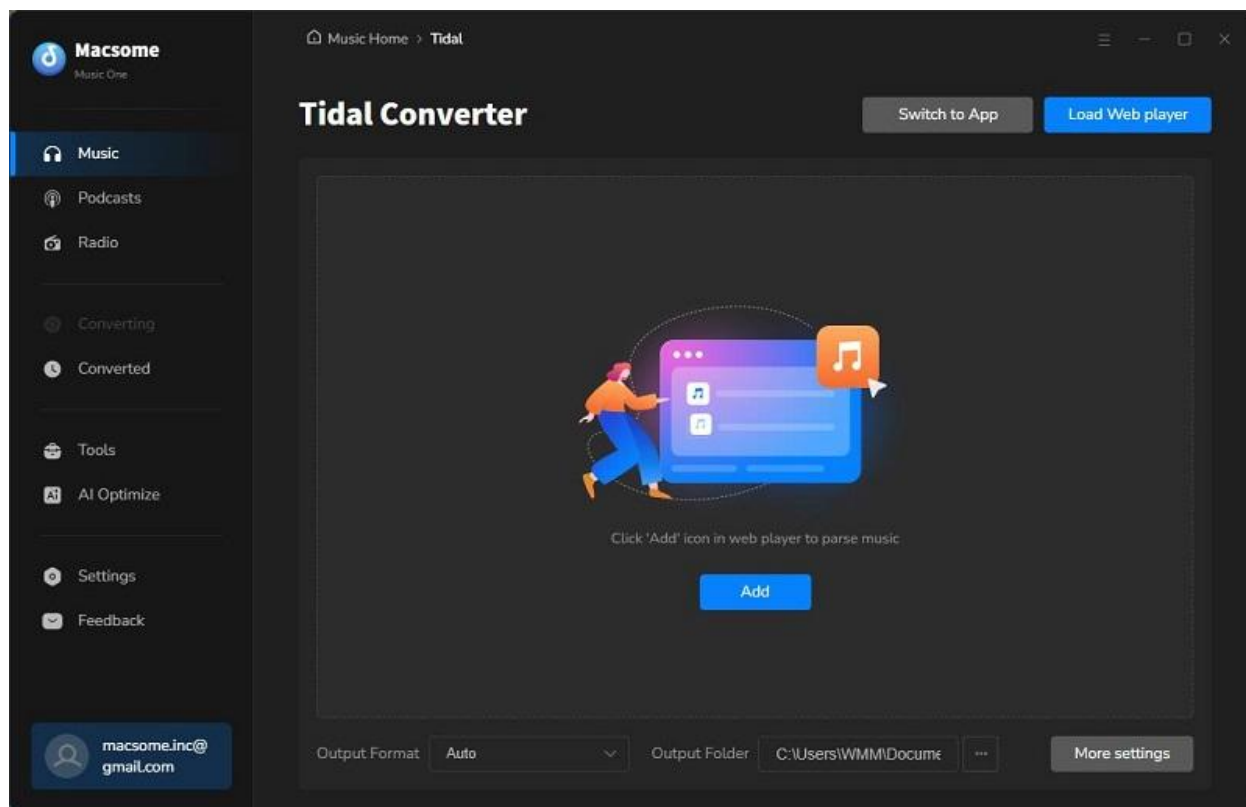 Macsome
Music One
Music
Podcasts
Radio
Converting
Converted
Tools
AI Optimize
Settings
Feedback
macsome.inc@
gmail.com
Music Home > Tidal
Tidal Converter
Switch to App
Load Web player
Click 'Add' icon in web player to parse music
Add
Output Format
Auto
Output Folder
C:\Users\WMM\Docume
...
More settings